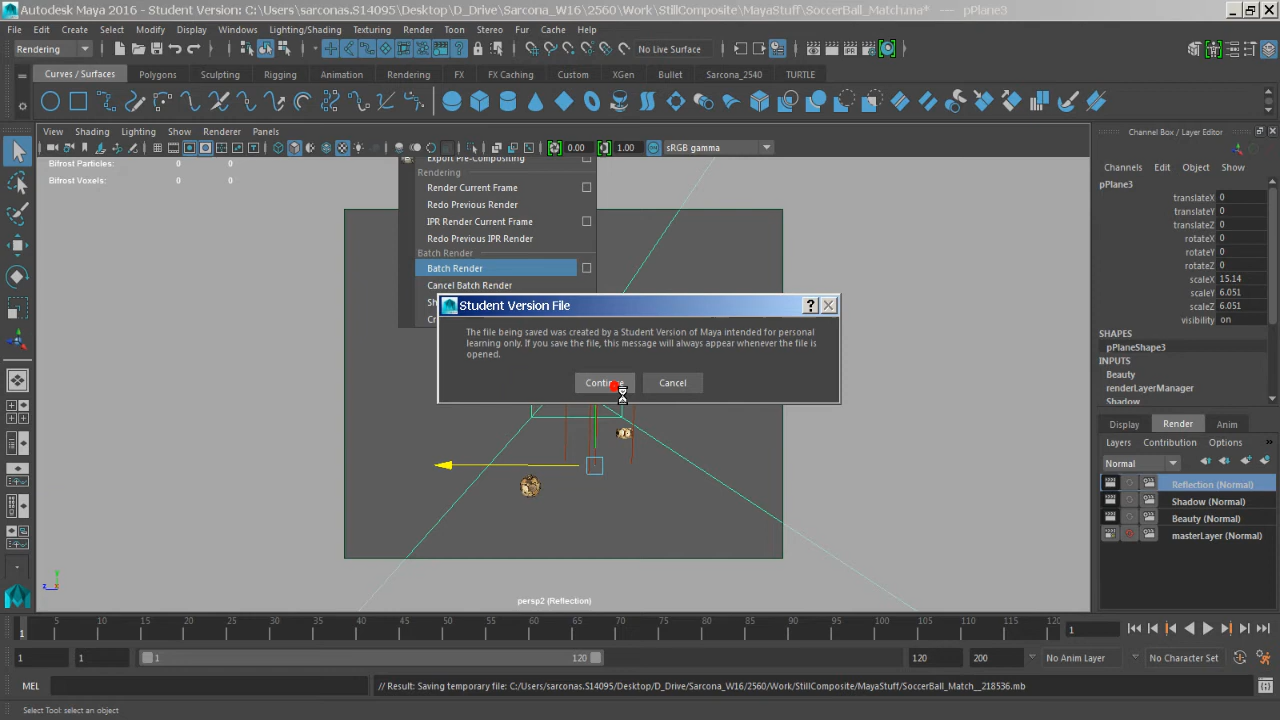 Autodesk Maya 2016 - Student Version: C:\Users\sarconas.S14095\Desktop\D_Drive\Sarcona_W16\2560\Work\StillComposite\MayaStuff\SoccerBall_Match.ma* --- pPlane3
File Edit Create Select Modify Display Windows Lighting/Shading Texturing Render Toon Stereo Fur Cache Help
Rendering No Live Surface
Curves / Surfaces Polygons Sculpting Rigging Animation Rendering FX FX Caching Custom XGen Bullet Sarcona_2540 TURTLE
View Shading Lighting Show Renderer Panels
0.00 1.00 sRGB gamma
Bifrost Particles: 0 0
Bifrost Voxels: 0 0
Export Pre-Compositing
Rendering
Render Current Frame
Redo Previous Render
IPR Render Current Frame
Redo Previous IPR Render
Batch Render
Batch Render
Cancel Batch Render
Student Version File
The file being saved was created by a Student Version of Maya intended for personal
learning only. If you save the file, this message will always appear whenever the file is
opened.
Continue Cancel
persp2 (Reflection)
Channel Box / Layer Editor
Channels Edit Object Show
pPlane3
translateX 0
translateY 0
translateZ 0
rotateX 0
rotateY 0
rotateZ 0
scaleX 15.14
scaleY 6.051
scaleZ 6.051
visibility on
SHAPES
pPlaneShape3
INPUTS
Beauty
renderLayerManager
Shadow
Display Render Anim
Layers Contribution Options
Normal
Reflection (Normal)
Shadow (Normal)
Beauty (Normal)
masterLayer (Normal)
1 5 10 15 20 25 30 35 40 45 50 55 60 65 70 75 80 85 90 95 100 105 110 115 120 1
1 1 1 120 120 200 No Anim Layer No Character Set
MEL // Result: Saving temporary file: C:/Users/sarconas.S14095/Desktop/D_Drive/Sarcona_W16/2560/Work/StillComposite/MayaStuff/SoccerBall_Match__218536.mb
Select Tool: select an object